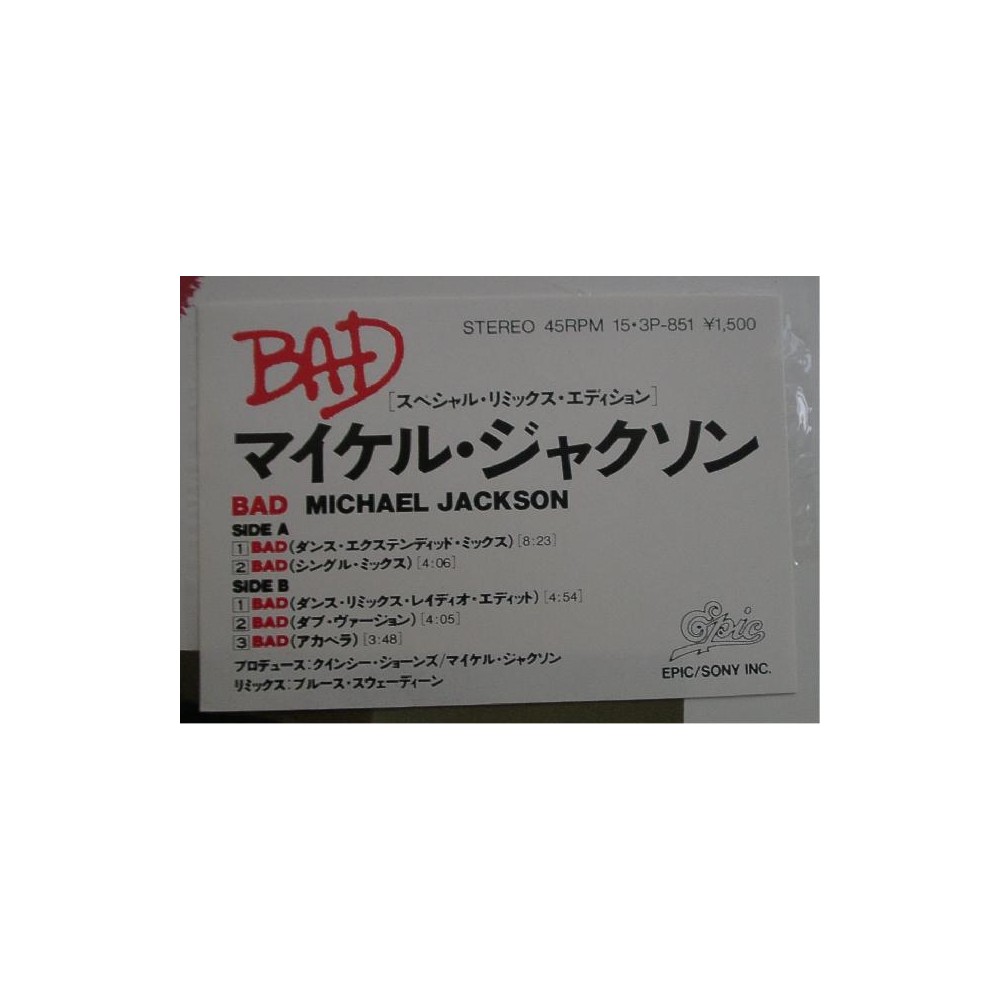 BAD
STEREO 45RPM 15•3P-851 ¥1,500
[スペシャル・リミックス・エディション]
マイケル・ジャクソン
BAD MICHAEL JACKSON
SIDE A
1 BAD(ダンス・エクステンディッド・ミックス)[8:23]
2 BAD(シングル・ミックス)[4:06]
SIDE B
1 BAD(ダンス・リミックス・レイディオ・エディット)[4:54]
2 BAD(ダブ・ヴァージョン)[4:05]
3 BAD(アカペラ)[3:48]
プロデュース:クインシー・ジョーンズ/マイケル・ジャクソン
リミックス:ブルース・スウェーディーン
Epic
EPIC/SONY INC.